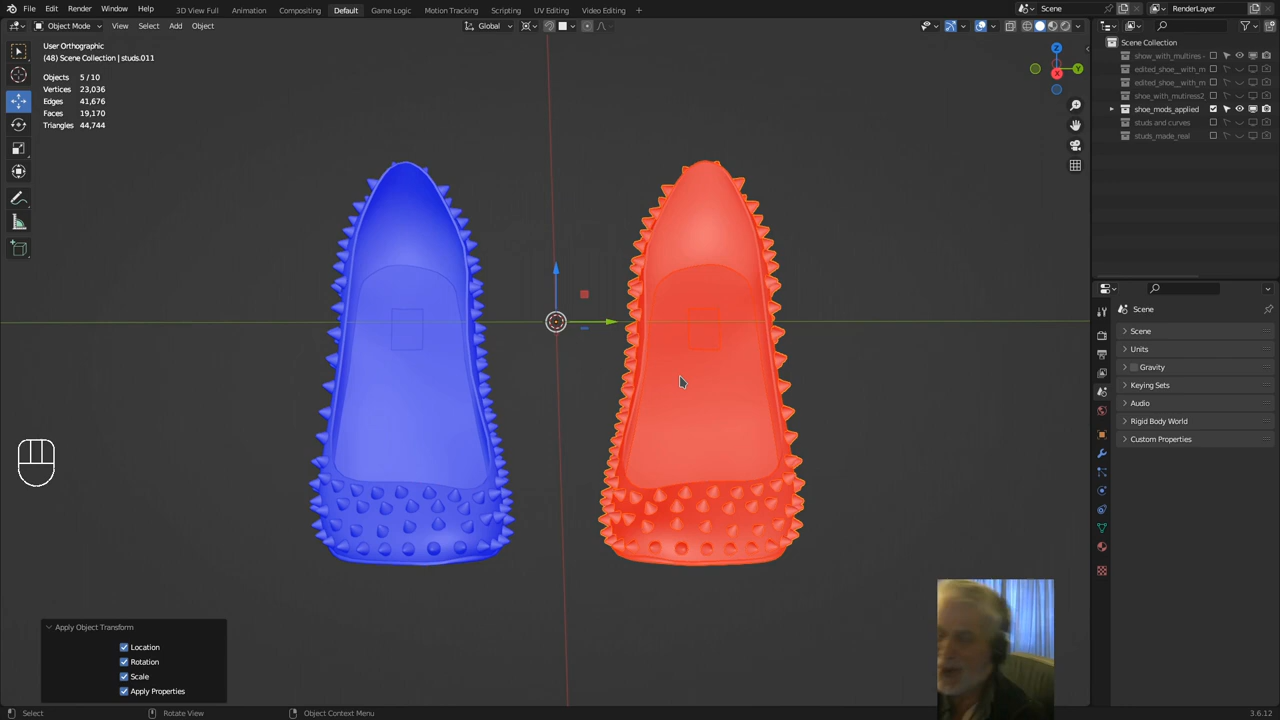 File Edit Render Window Help
3D View Full Animation Compositing Default Game Logic Motion Tracking Scripting UV Editing Video Editing +
Scene
RenderLayer
Object Mode View Select Add Object
Global
User Orthographic
(48) Scene Collection | studs.011
Objects 5 / 10
Vertices 23,036
Edges 41,676
Faces 19,170
Triangles 44,744
Z
Y
X
Scene Collection
show_with_multires -
edited_shoe__with_m
edited_shoe__with_m
shoe_with_mutiress2
shoe_mods_applied
studs and curves
studs_made_real
Scene
Scene
Units
Gravity
Keying Sets
Audio
Rigid Body World
Custom Properties
Apply Object Transform
Location
Rotation
Scale
Apply Properties
Select Rotate View Object Context Menu
3.6.12